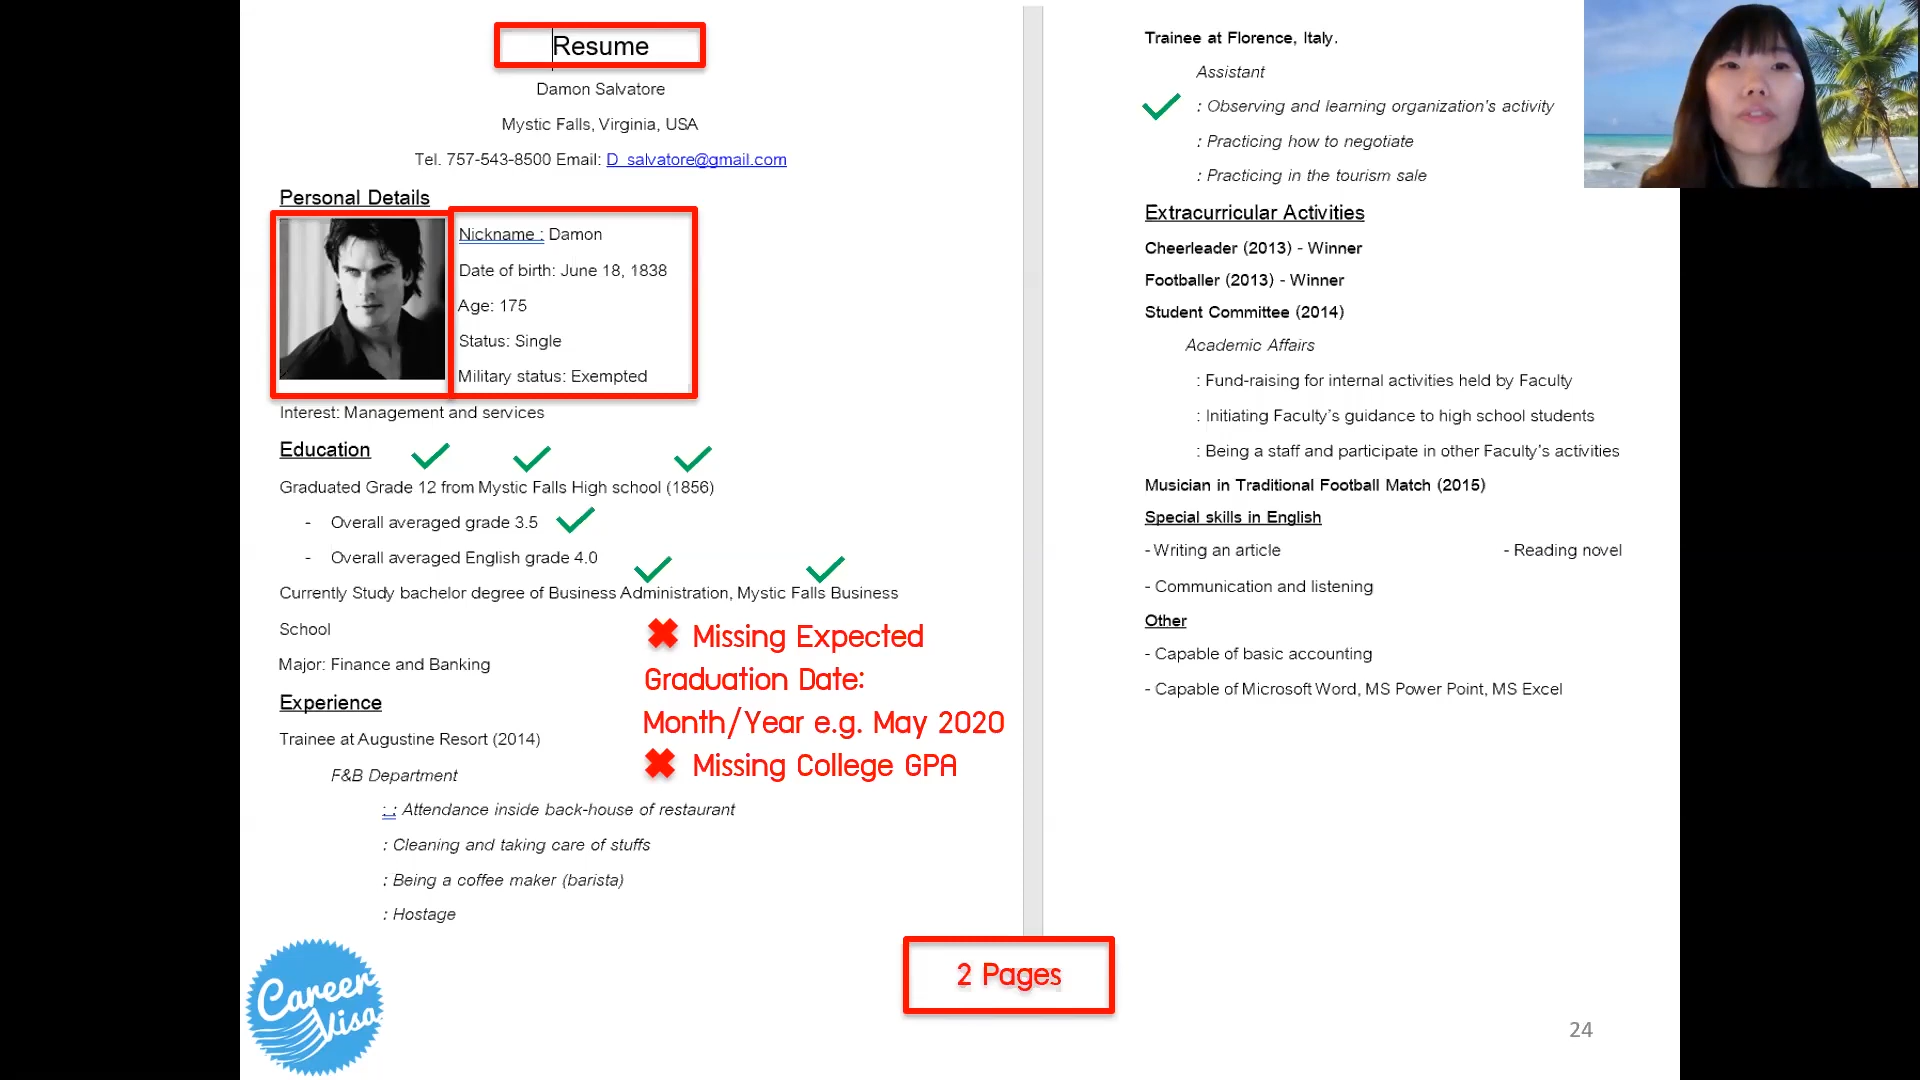 Resume
Damon Salvatore
Mystic Falls, Virginia, USA
Tel. 757-543-8500 Email: D_salvatore@gmail.com
Personal Details
Nickname : Damon
Date of birth: June 18, 1838
Age: 175
Status: Single
Military status: Exempted
Interest: Management and services
Education
Graduated Grade 12 from Mystic Falls High school (1856)
- Overall averaged grade 3.5
- Overall averaged English grade 4.0
Currently Study bachelor degree of Business Administration, Mystic Falls Business
School
Major: Finance and Banking
✖ Missing Expected
Graduation Date:
Month/Year e.g. May 2020
✖ Missing College GPA
Experience
Trainee at Augustine Resort (2014)
F&B Department
: : Attendance inside back-house of restaurant
: Cleaning and taking care of stuffs
: Being a coffee maker (barista)
: Hostage
Trainee at Florence, Italy.
Assistant
: Observing and learning organization's activity
: Practicing how to negotiate
: Practicing in the tourism sale
Extracurricular Activities
Cheerleader (2013) - Winner
Footballer (2013) - Winner
Student Committee (2014)
Academic Affairs
: Fund-raising for internal activities held by Faculty
: Initiating Faculty's guidance to high school students
: Being a staff and participate in other Faculty's activities
Musician in Traditional Football Match (2015)
Special skills in English
- Writing an article - Reading novel
- Communication and listening
Other
- Capable of basic accounting
- Capable of Microsoft Word, MS Power Point, MS Excel
2 Pages
Career
Visa
24